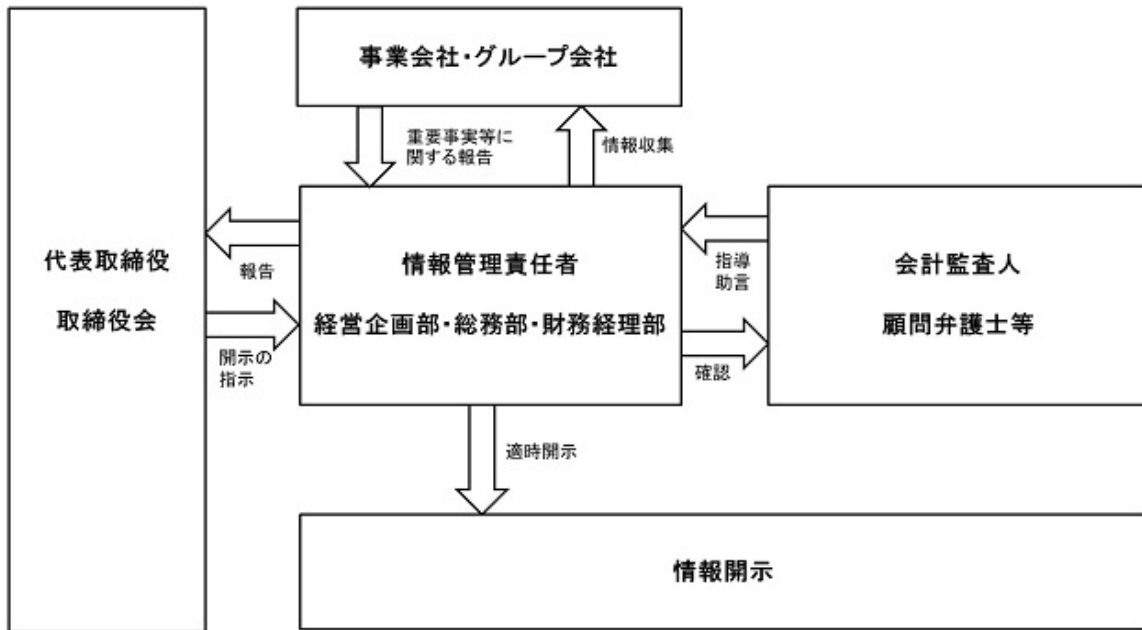 事業会社・グループ会社
重要事実等に
関する報告
情報収集
代表取締役
取締役会
報告
開示の
指示
情報管理責任者
経営企画部・総務部・財務経理部
指導
助言
確認
会計監査人
顧問弁護士等
適時開示
情報開示